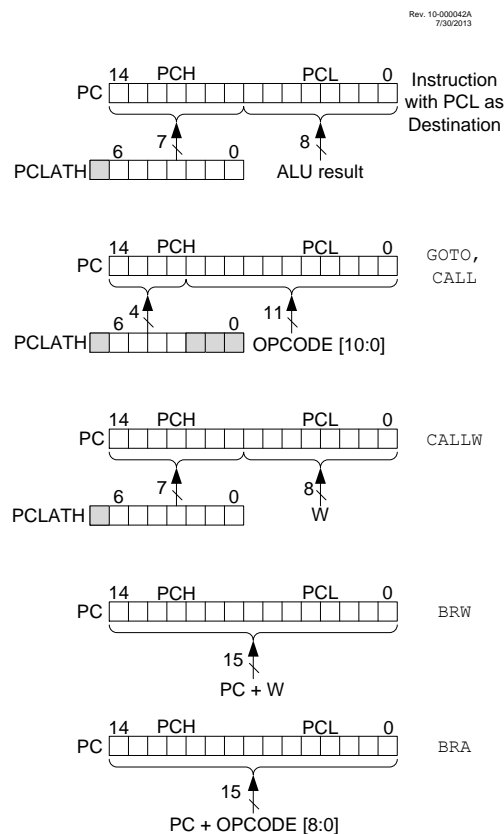 Rev. 10-000042A
7/30/2013
14 PCH PCL 0
PC
Instruction
with PCL as
Destination
6 7 0 8
PCLATH ALU result
14 PCH PCL 0
PC
GOTO,
CALL
6 4 0 11
PCLATH OPCODE [10:0]
14 PCH PCL 0
PC CALLW
6 7 0 8
PCLATH W
14 PCH PCL 0
PC BRW
15
PC + W
14 PCH PCL 0
PC BRA
15
PC + OPCODE [8:0]